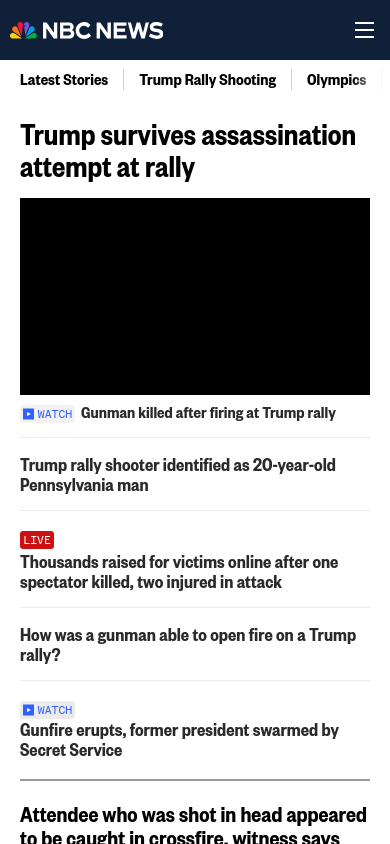 NBC NEWS
Latest Stories
Trump Rally Shooting
Olympics
Trump survives assassination
attempt at rally
WATCH Gunman killed after firing at Trump rally
Trump rally shooter identified as 20-year-old
Pennsylvania man
LIVE
Thousands raised for victims online after one
spectator killed, two injured in attack
How was a gunman able to open fire on a Trump
rally?
WATCH
Gunfire erupts, former president swarmed by
Secret Service
Attendee who was shot in head appeared
to be caught in crossfire, witness says